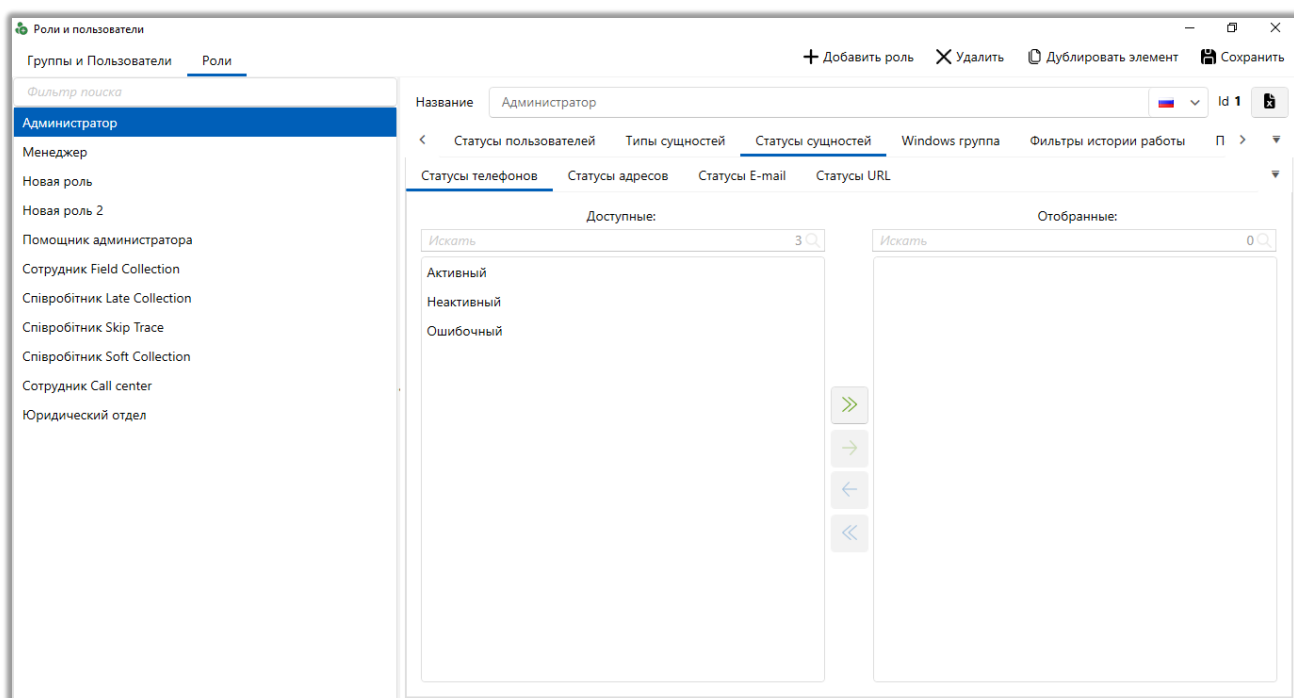 Роли и пользователи
Группы и Пользователи Роли
Добавить роль Удалить Дублировать элемент Сохранить
Фильтр поиска
Администратор
Менеджер
Новая роль
Новая роль 2
Помощник администратора
Сотрудник Field Collection
Співробітник Late Collection
Співробітник Skip Trace
Співробітник Soft Collection
Сотрудник Call center
Юридический отдел
Название Администратор Id 1
Статусы пользователей Типы сущностей Статусы сущностей Windows группа Фильтры истории работы П
Статусы телефонов Статусы адресов Статусы E-mail Статусы URL
Доступные:
Искать 3
Активный
Неактивный
Ошибочный
Отобранные:
Искать 0